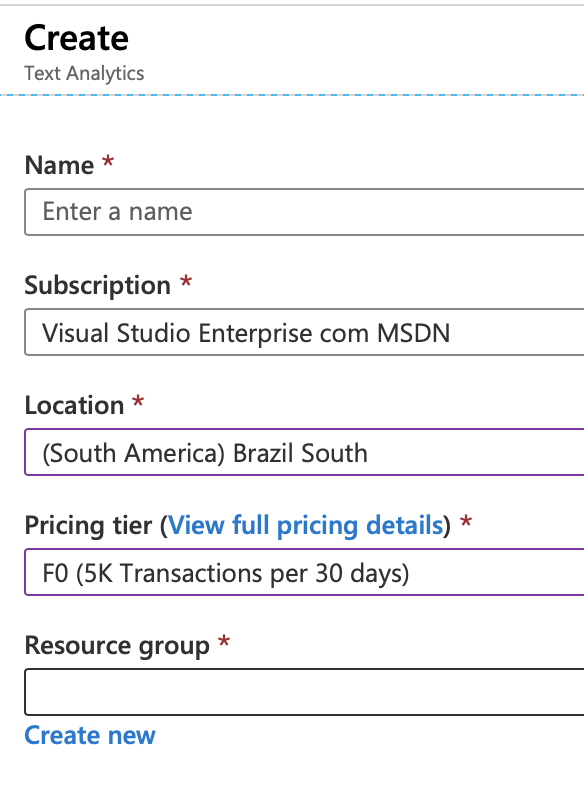 Create
Text Analytics
Name *
Enter a name
Subscription *
Visual Studio Enterprise com MSDN
Location *
(South America) Brazil South
Pricing tier (View full pricing details) *
F0 (5K Transactions per 30 days)
Resource group *
Create new